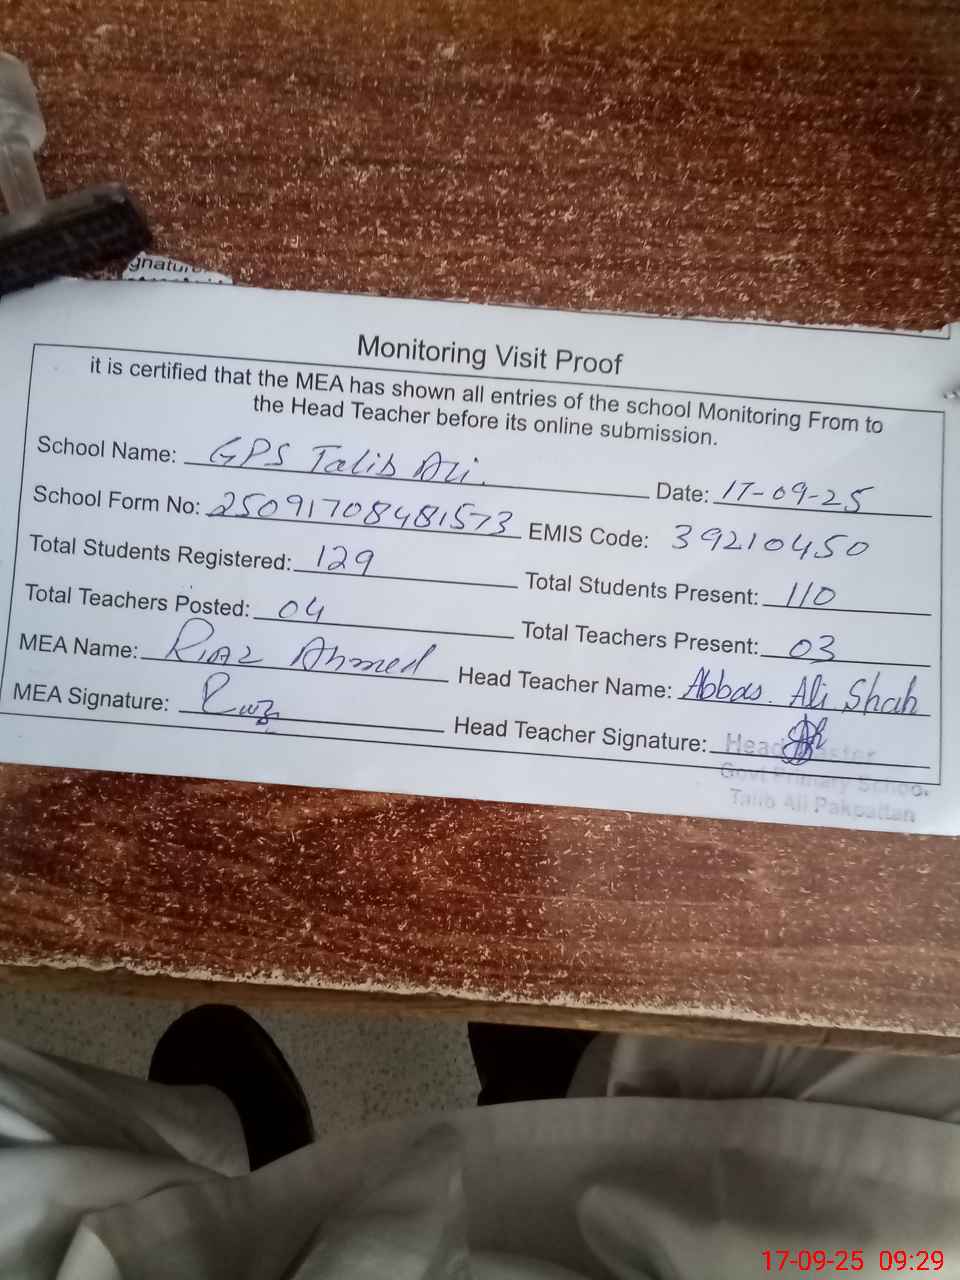 gnature
Monitoring Visit Proof
it is certified that the MEA has shown all entries of the school Monitoring From to
the Head Teacher before its online submission.
School Name: GPS Talib Ali. Date: 17-09-25
School Form No: 25091708481573 EMIS Code: 39210450
Total Students Registered: 129 Total Students Present: 110
Total Teachers Posted: 04 Total Teachers Present: 03
MEA Name: Riaz Ahmed Head Teacher Name: Abbas Ali Shah
MEA Signature: Head Teacher Signature:
Head Master
Govt Primary School
Talib Ali Pakpattan
17-09-25 09:29